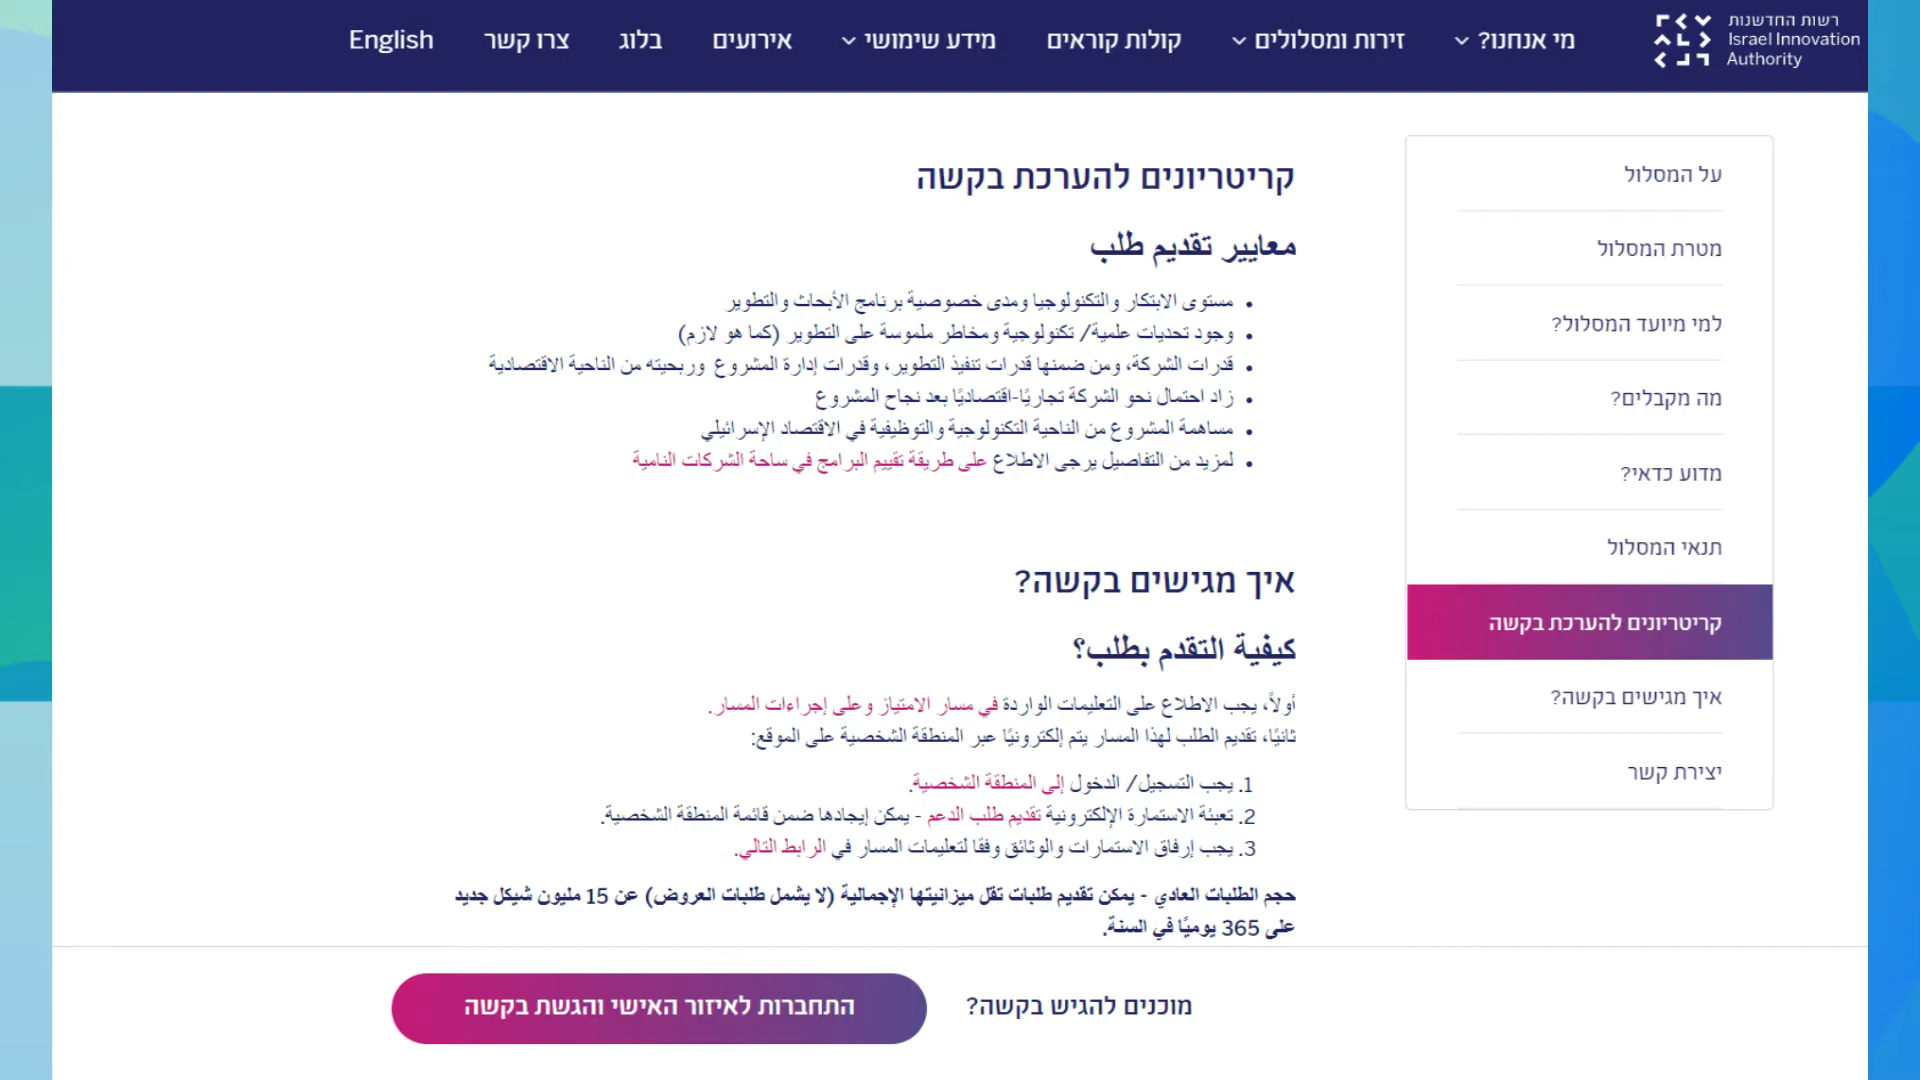 רשות החדשנות
Israel Innovation
Authority
מי אנחנו?
זירות ומסלולים
קולות קוראים
מידע שימושי
אירועים
בלוג
צרו קשר
English
על המסלול
מטרת המסלול
למי מיועד המסלול?
מה מקבלים?
מדוע כדאי?
תנאי המסלול
קריטריונים להערכת בקשה
איך מגישים בקשה?
יצירת קשר
קריטריונים להערכת בקשה
معايير تقديم طلب
• مستوى الابتكار والتكنولوجيا ومدى خصوصية برنامج الأبحاث والتطوير
• وجود تحديات علمية/ تكنولوجية ومخاطر ملموسة على التطوير (كما هو لازم)
• قدرات الشركة، ومن ضمنها قدرات تنفيذ التطوير، وقدرات إدارة المشروع وربحيته من الناحية الاقتصادية
• زاد احتمال نحو الشركة تجاريًا-اقتصاديًا بعد نجاح المشروع
• مساهمة المشروع من الناحية التكنولوجية والتوظيفية في الاقتصاد الإسرائيلي
• لمزيد من التفاصيل يرجى الاطلاع على طريقة تقييم البرامج في ساحة الشركات النامية
איך מגישים בקשה?
كيفية التقدم بطلب؟
أولاً، يجب الاطلاع على التعليمات الواردة في مسار الامتياز وعلى إجراءات المسار.
ثانيًا، تقديم الطلب لهذا المسار يتم إلكترونيًا عبر المنطقة الشخصية على الموقع:
1. يجب التسجيل/ الدخول إلى المنطقة الشخصية.
2. تعبئة الاستمارة الإلكترونية تقديم طلب الدعم - يمكن إيجادها ضمن قائمة المنطقة الشخصية.
3. يجب إرفاق الاستمارات والوثائق وفقا لتعليمات المسار في الرابط التالي.
حجم الطلبات العادي - يمكن تقديم طلبات تقل ميزانيتها الإجمالية (لا يشمل طلبات العروض) عن 15 مليون شيكل جديد
على 365 يوميًا في السنة.
מוכנים להגיש בקשה?
התחברות לאיזור האישי והגשת בקשה